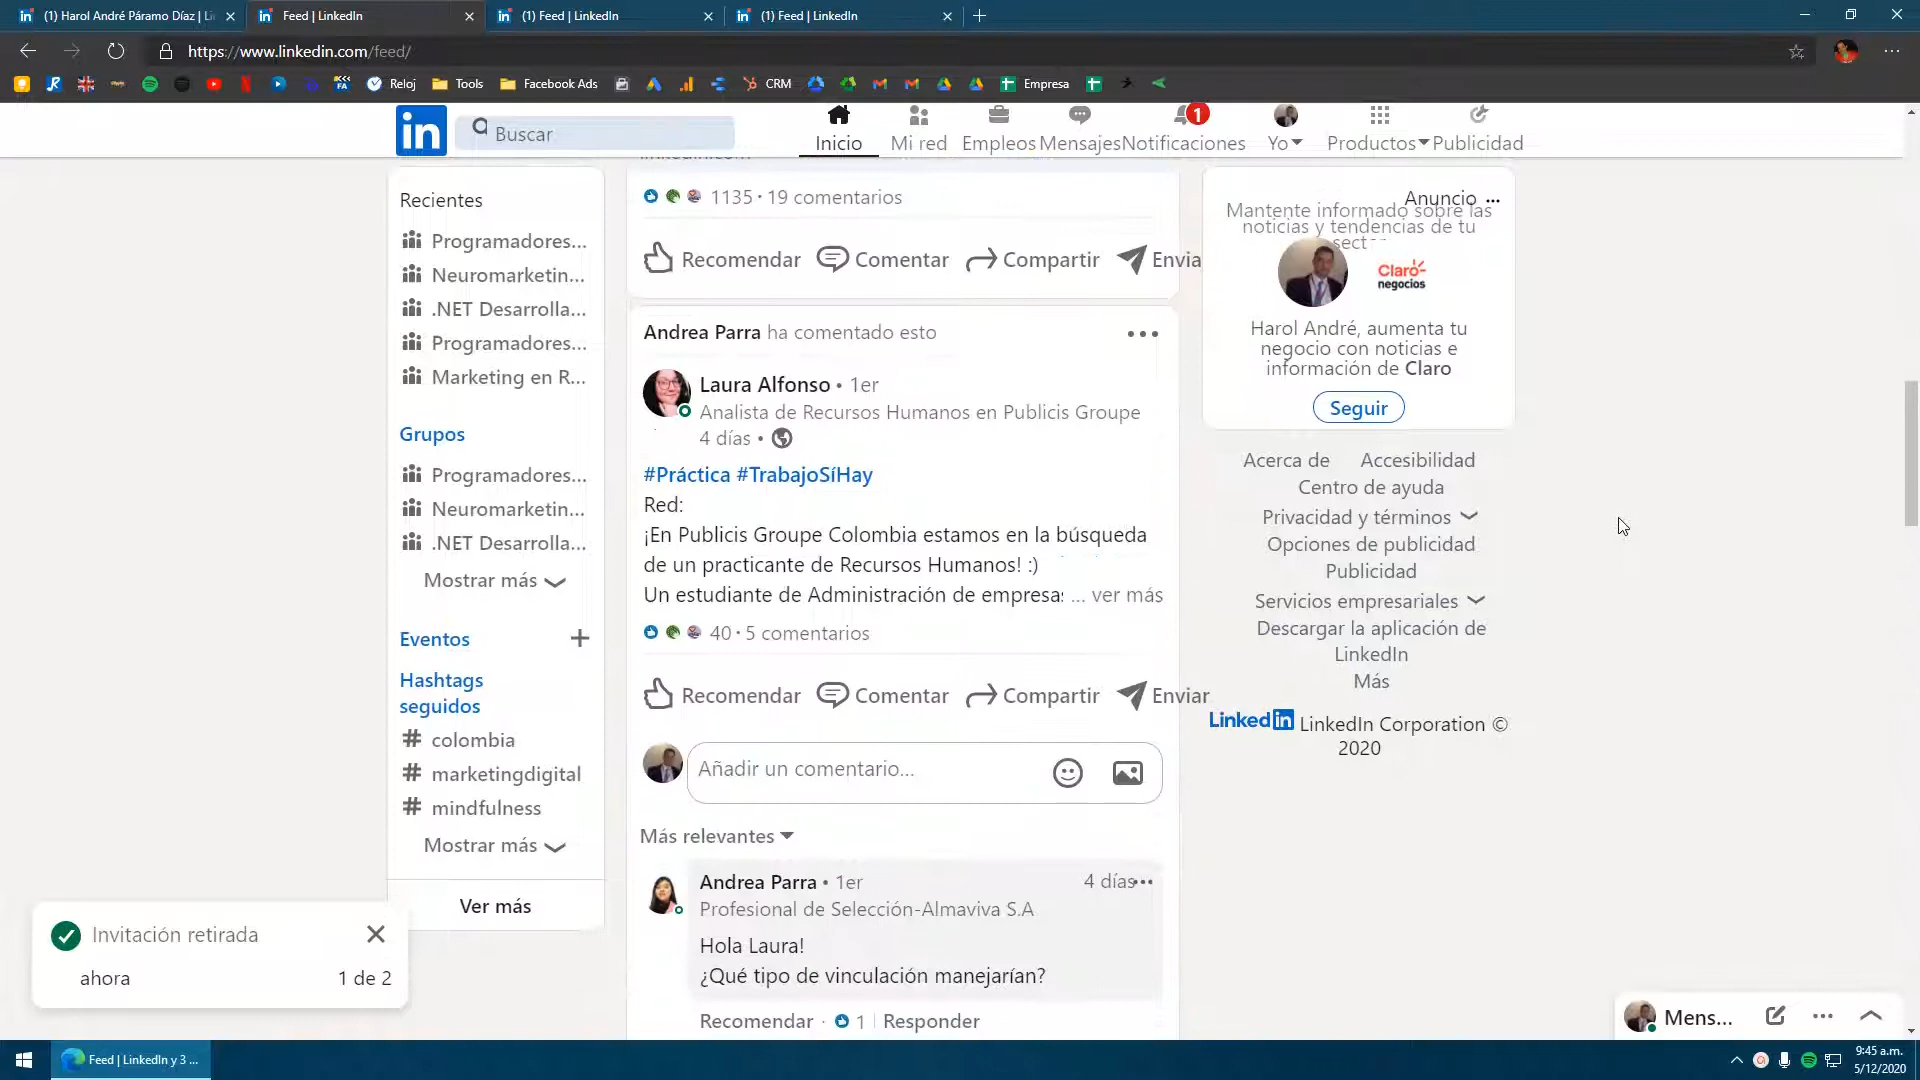 (1) Harol André Páramo Díaz | Li
Feed | LinkedIn
(1) Feed | LinkedIn
(1) Feed | LinkedIn
https://www.linkedin.com/feed/
Reloj
Tools
Facebook Ads
CRM
Empresa
in
Buscar
Inicio
Mi red
Empleos
Mensajes
1
Notificaciones
Yo
Productos
Publicidad
Recientes
Programadores...
Neuromarketin...
.NET Desarrolla...
Programadores...
Marketing en R...
Grupos
Programadores...
Neuromarketin...
.NET Desarrolla...
Mostrar más
Eventos
Hashtags
seguidos
# colombia
# marketingdigital
# mindfulness
Mostrar más
Ver más
Invitación retirada
ahora
1 de 2
1135 · 19 comentarios
Recomendar
Comentar
Compartir
Envia
Andrea Parra ha comentado esto
Laura Alfonso • 1er
Analista de Recursos Humanos en Publicis Groupe
4 días •
#Práctica #TrabajoSíHay
Red:
¡En Publicis Groupe Colombia estamos en la búsqueda
de un practicante de Recursos Humanos! :)
Un estudiante de Administración de empresas ... ver más
40 · 5 comentarios
Recomendar
Comentar
Compartir
Enviar
Añadir un comentario...
Más relevantes
Andrea Parra • 1er
4 días
Profesional de Selección-Almaviva S.A
Hola Laura!
¿Qué tipo de vinculación manejarían?
Recomendar · 1 | Responder
Anuncio ...
Mantente informado sobre las
noticias y tendencias de tu
sector
Claro-
negocios
Harol André, aumenta tu
negocio con noticias e
información de Claro
Seguir
Acerca de
Accesibilidad
Centro de ayuda
Privacidad y términos
Opciones de publicidad
Publicidad
Servicios empresariales
Descargar la aplicación de
LinkedIn
Más
LinkedIn LinkedIn Corporation ©
2020
Mens...
Feed | LinkedIn y 3 ...
9:45 a.m.
5/12/2020